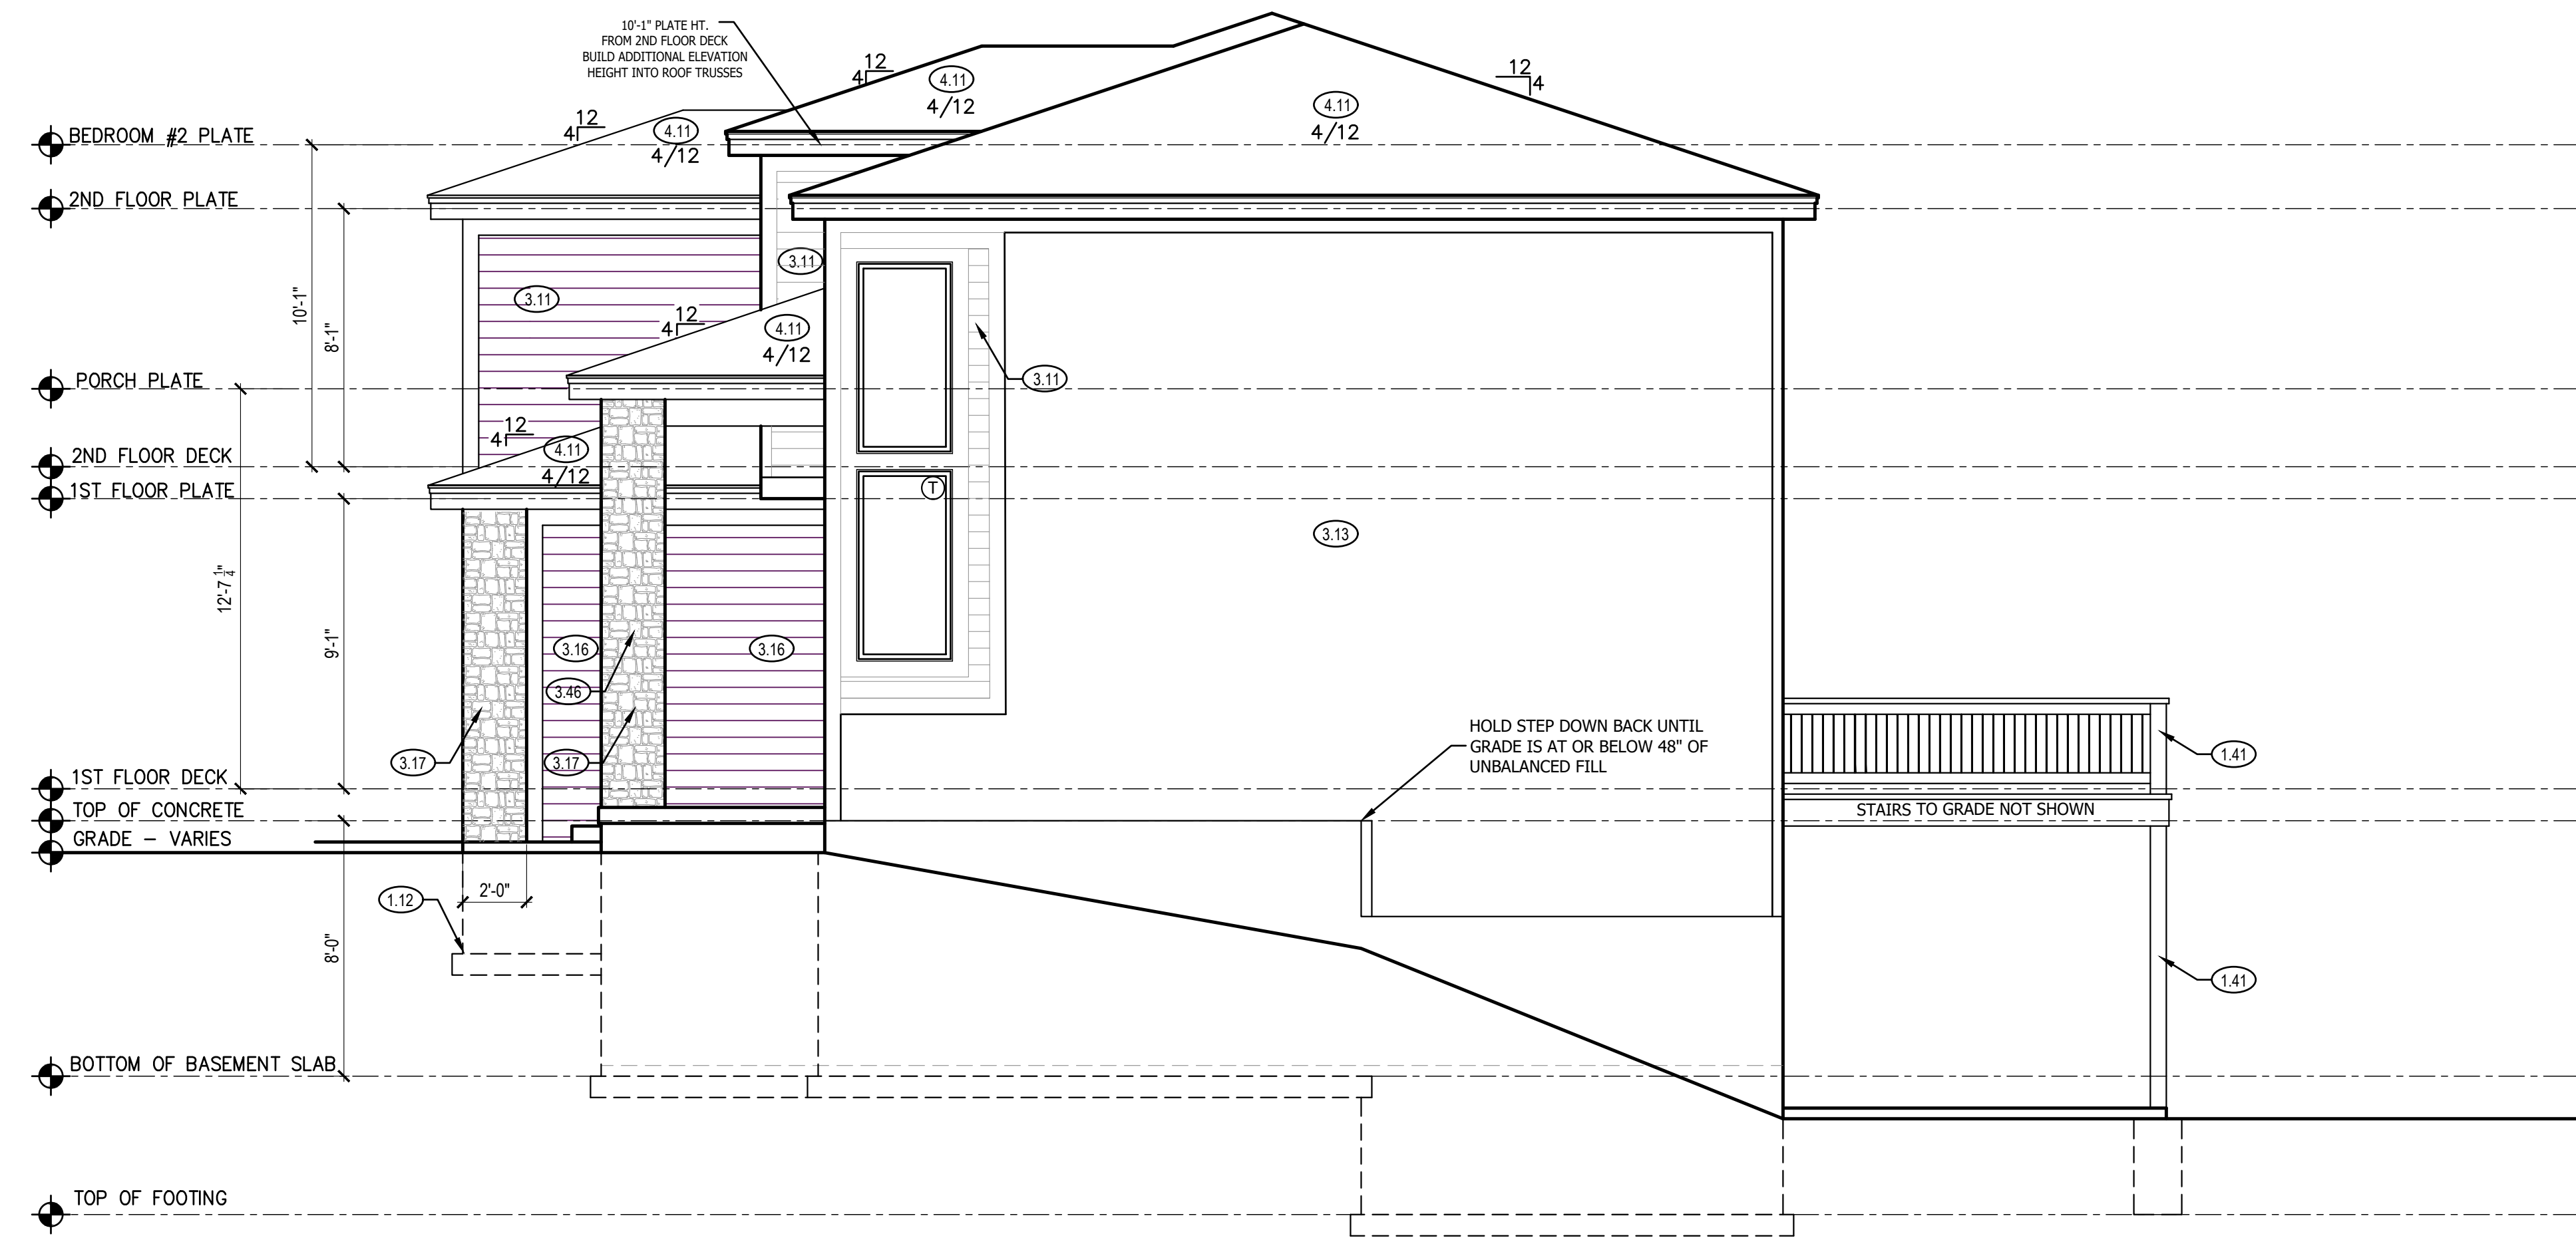 10'-1" PLATE HT.
FROM 2ND FLOOR DECK
BUILD ADDITIONAL ELEVATION
HEIGHT INTO ROOF TRUSSES
12
4
4.11
4/12
12
4
4.11
4/12
12
4
4.11
4/12
BEDROOM #2 PLATE
2ND FLOOR PLATE
3.11
3.11
10'-1"
8'-1"
12
4
4.11
4/12
3.11
PORCH PLATE
12
4
4.11
4/12
2ND FLOOR DECK
1ST FLOOR PLATE
T
3.13
12'-7 1/4"
9'-1"
3.16
3.16
3.46
3.17
3.17
HOLD STEP DOWN BACK UNTIL
GRADE IS AT OR BELOW 48" OF
UNBALANCED FILL
1.41
1ST FLOOR DECK
TOP OF CONCRETE
STAIRS TO GRADE NOT SHOWN
GRADE – VARIES
2'-0"
1.12
8'-0"
1.41
BOTTOM OF BASEMENT SLAB
TOP OF FOOTING